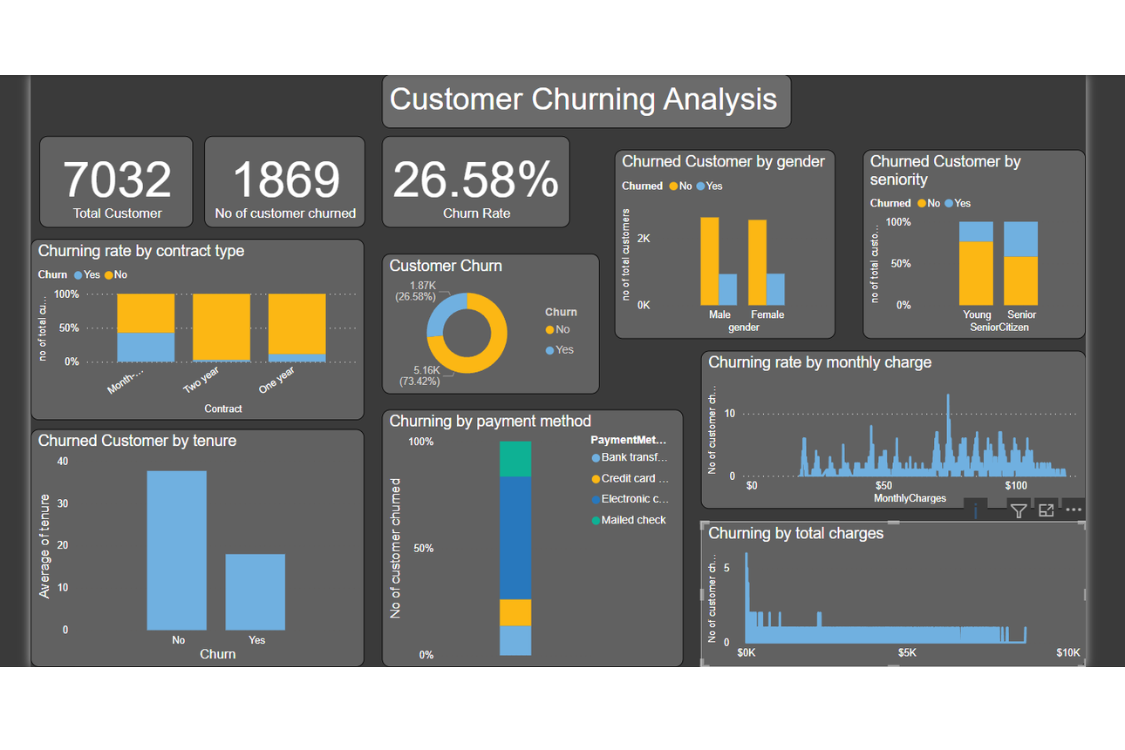 Customer Churning Analysis
7032
Total Customer
1869
No of customer churned
26.58%
Churn Rate
Churned Customer by gender
Churned No Yes
no of total customers
2K
0K
Male Female
gender
Churned Customer by
seniority
Churned No Yes
no of total custo...
100%
50%
0%
Young Senior
SeniorCitizen
Churning rate by contract type
Churn Yes No
no of total cu...
100%
50%
0%
Month-...
Two year
One year
Contract
Customer Churn
1.87K
(26.58%)
5.16K
(73.42%)
Churn
No
Yes
Churning rate by monthly charge
No of customer ch...
10
0
$0 $50 $100
MonthlyCharges
Churned Customer by tenure
Average of tenure
40
30
20
10
0
No Yes
Churn
Churning by payment method
No of customer churned
100%
50%
0%
PaymentMet...
Bank transf...
Credit card ...
Electronic c...
Mailed check
Churning by total charges
No of customer ch...
5
0
$0K $5K $10K